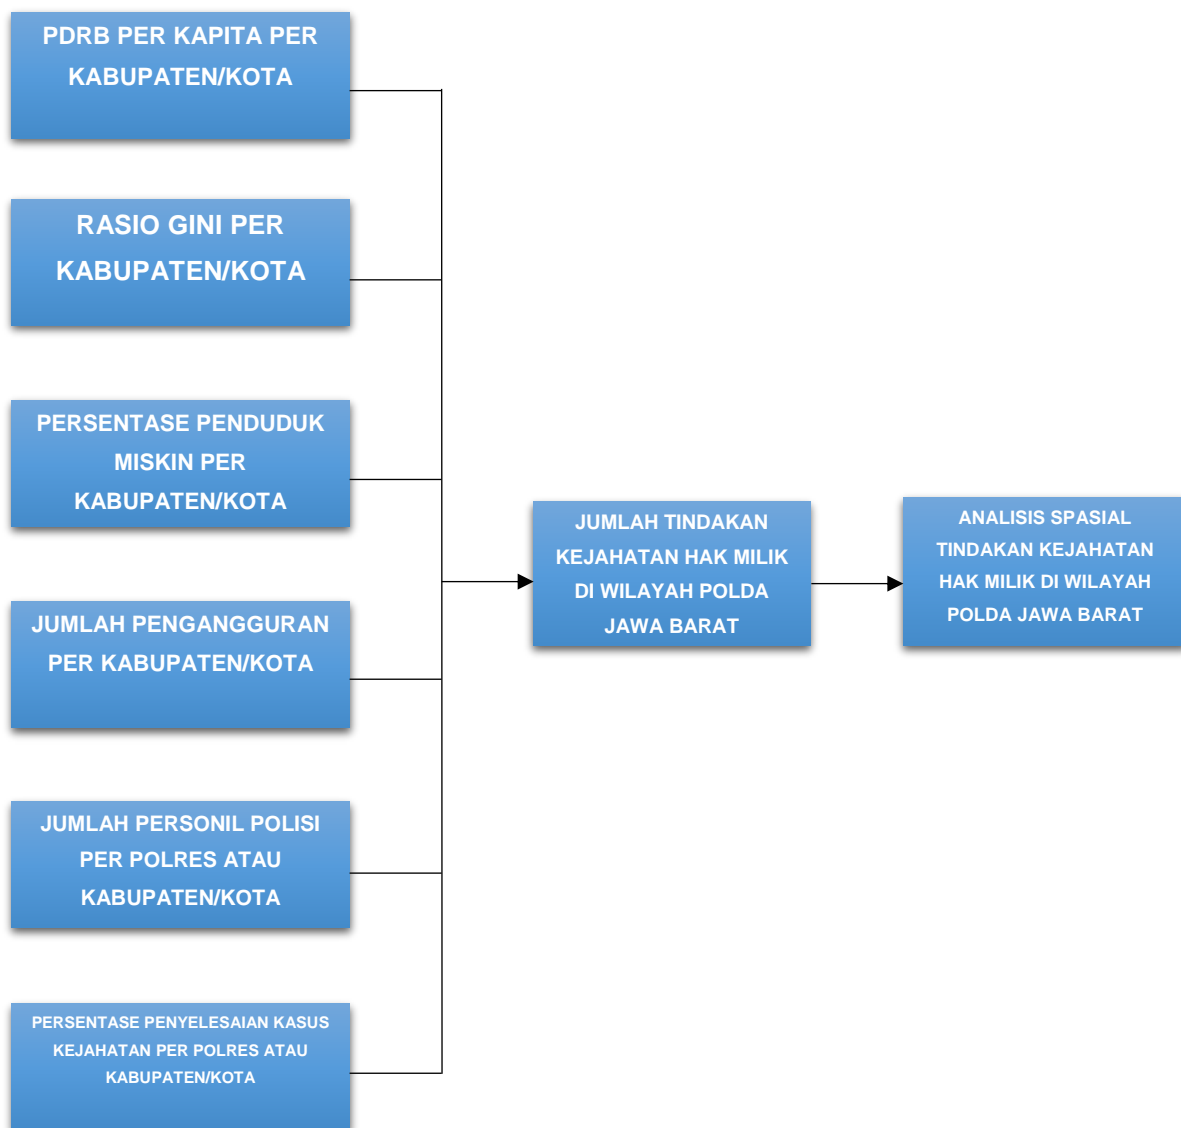 PDRB PER KAPITA PER
KABUPATEN/KOTA
RASIO GINI PER
KABUPATEN/KOTA
PERSENTASE PENDUDUK
MISKIN PER
KABUPATEN/KOTA
JUMLAH PENGANGGURAN
PER KABUPATEN/KOTA
JUMLAH PERSONIL POLISI
PER POLRES ATAU
KABUPATEN/KOTA
PERSENTASE PENYELESAIAN KASUS
KEJAHATAN PER POLRES ATAU
KABUPATEN/KOTA
JUMLAH TINDAKAN
KEJAHATAN HAK MILIK
DI WILAYAH POLDA
JAWA BARAT
ANALISIS SPASIAL
TINDAKAN KEJAHATAN
HAK MILIK DI WILAYAH
POLDA JAWA BARAT